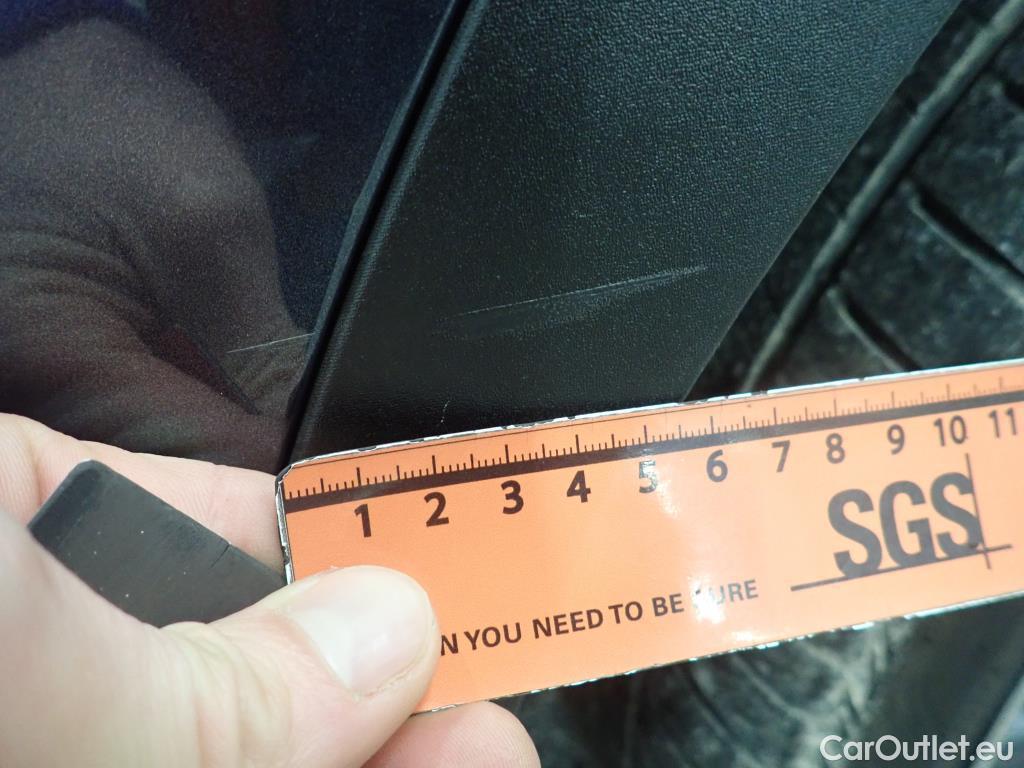 1 2 3 4 5 6 7 8 9 10 11
SGS
N YOU NEED TO BE URE
CarOutlet.eu